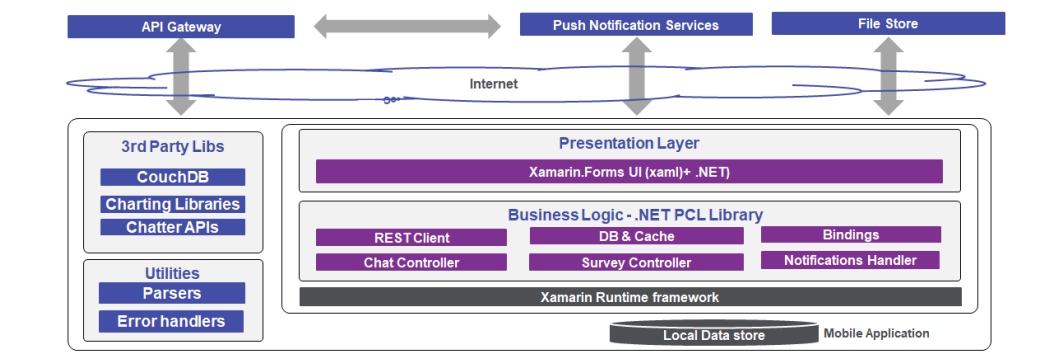 API Gateway
Push Notification Services
File Store
Internet
3rd Party Libs
CouchDB
Charting Libraries
Chatter APIs
Utilities
Parsers
Error handlers
Presentation Layer
Xamarin.Forms UI (xaml)+ .NET)
Business Logic - .NET PCL Library
REST Client
DB & Cache
Bindings
Chat Controller
Survey Controller
Notifications Handler
Xamarin Runtime framework
Local Data store
Mobile Application